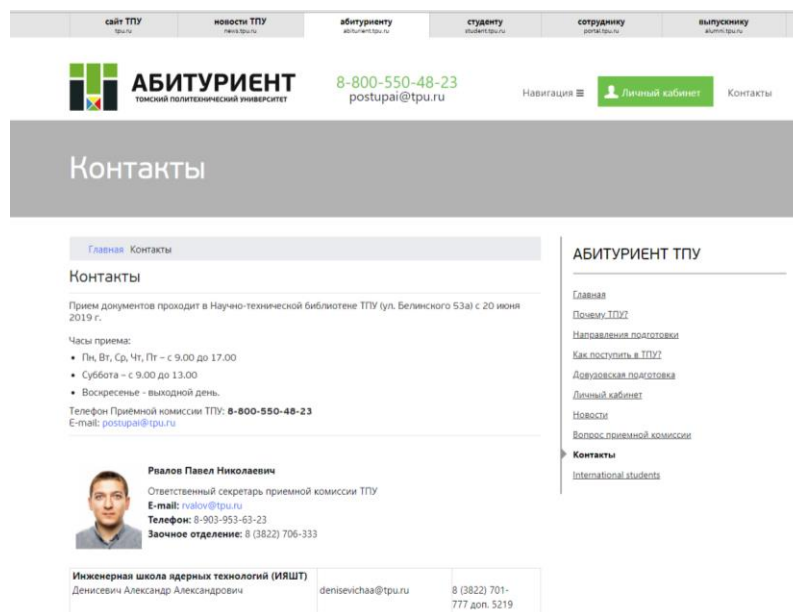 сайт ТПУ
tpu.ru
новости ТПУ
news.tpu.ru
абитуриенту
abiturient.tpu.ru
студенту
student.tpu.ru
сотруднику
portal.tpu.ru
выпускнику
alumni.tpu.ru
АБИТУРИЕНТ
ТОМСКИЙ ПОЛИТЕХНИЧЕСКИЙ УНИВЕРСИТЕТ
8-800-550-48-23
postupai@tpu.ru
Навигация
Личный кабинет
Контакты
Контакты
Главная Контакты
Контакты
Прием документов проходит в Научно-технической библиотеке ТПУ (ул. Белинского 53а) с 20 июня
2019 г.
Часы приема:
• Пн, Вт, Ср, Чт, Пт – с 9.00 до 17.00
• Суббота – с 9.00 до 13.00
• Воскресенье - выходной день.
Телефон Приёмной комиссии ТПУ: 8-800-550-48-23
E-mail: postupai@tpu.ru
Рвалов Павел Николаевич
Ответственный секретарь приемной комиссии ТПУ
E-mail: rvalov@tpu.ru
Телефон: 8-903-953-63-23
Заочное отделение: 8 (3822) 706-333
Инженерная школа ядерных технологий (ИЯШТ)
Денисевич Александр Александрович
denisevichaa@tpu.ru
8 (3822) 701-
777 доп. 5219
АБИТУРИЕНТ ТПУ
Главная
Почему ТПУ?
Направления подготовки
Как поступить в ТПУ?
Довузовская подготовка
Личный кабинет
Новости
Вопрос приемной комиссии
Контакты
International students